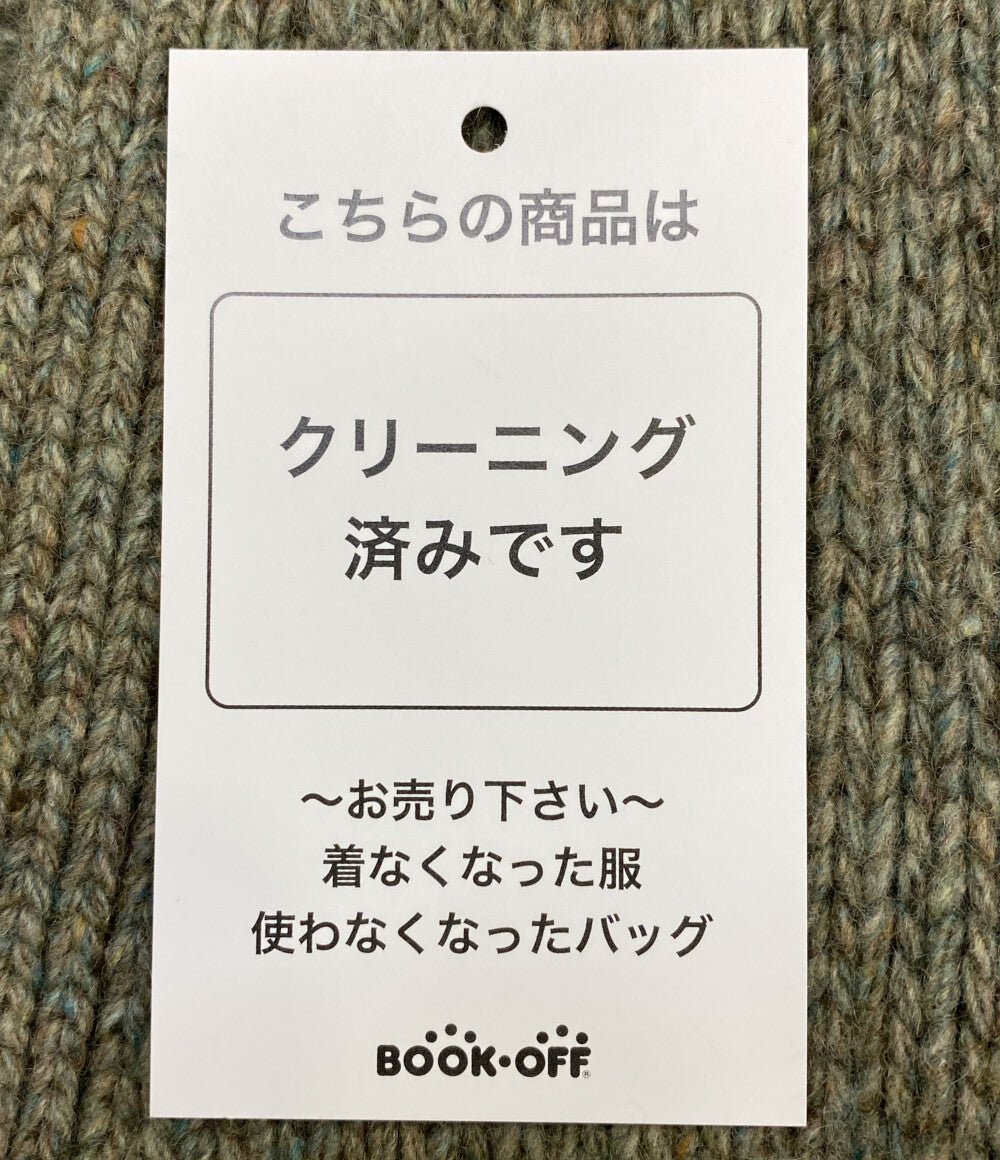 こちらの商品は
クリーニング
済みです
～お売り下さい～
着なくなった服
使わなくなったバッグ
BOOK・OFF®